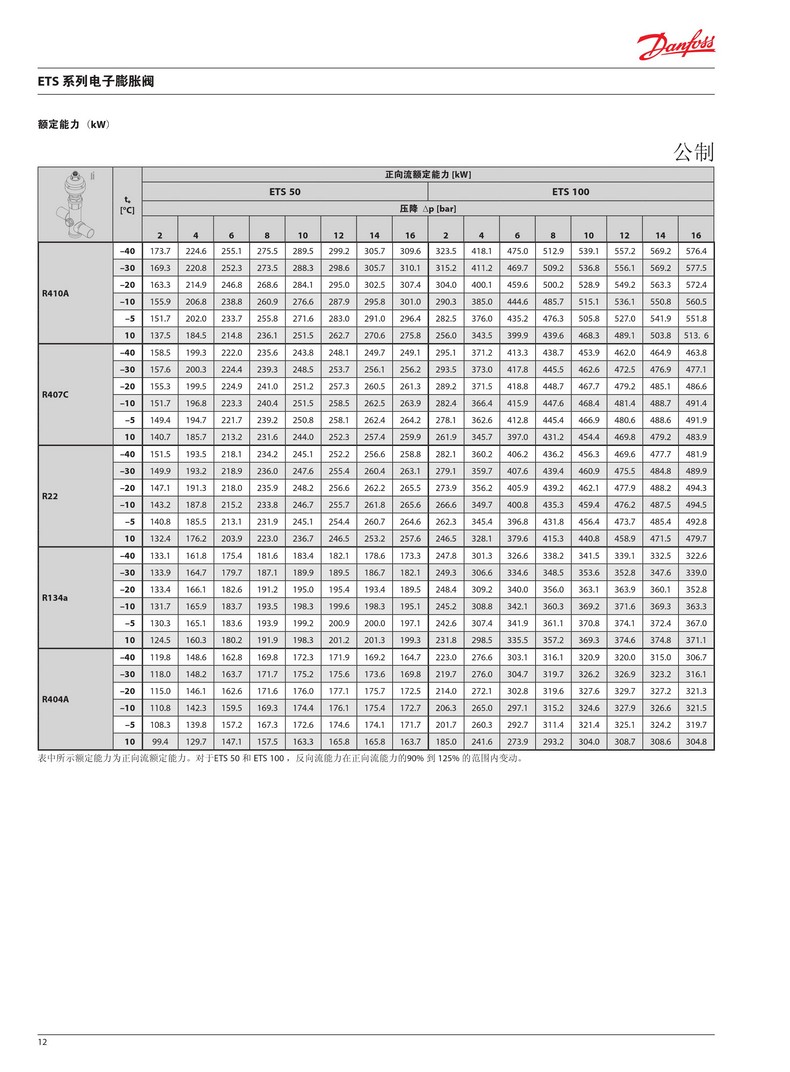 Danfoss
ETS 系列电子膨胀阀
额定能力（kW）
公制
tₑ [°C] 正向流额定能力 [kW]
ETS 50 ETS 100
压降 Δp [bar]
2 4 6 8 10 12 14 16 2 4 6 8 10 12 14 16
R410A
–40 173.7 224.6 255.1 275.5 289.5 299.2 305.7 309.6 323.5 418.1 475.0 512.9 539.1 557.2 569.2 576.4
–30 169.3 220.8 252.3 273.5 288.3 298.6 305.7 310.1 315.2 411.2 469.7 509.2 536.8 556.1 569.2 577.5
–20 163.3 214.9 246.8 268.6 284.1 295.0 302.5 307.4 304.0 400.1 459.6 500.2 528.9 549.2 563.3 572.4
–10 155.9 206.8 238.8 260.9 276.6 287.9 295.8 301.0 290.3 385.0 444.6 485.7 515.1 536.1 550.8 560.5
–5 151.7 202.0 233.7 255.8 271.6 283.0 291.0 296.4 282.5 376.0 435.2 476.3 505.8 527.0 541.9 551.8
10 137.5 184.5 214.8 236.1 251.5 262.7 270.6 275.8 256.0 343.5 399.9 439.6 468.3 489.1 503.8 513. 6
R407C
–40 158.5 199.3 222.0 235.6 243.8 248.1 249.7 249.1 295.1 371.2 413.3 438.7 453.9 462.0 464.9 463.8
–30 157.6 200.3 224.4 239.3 248.5 253.7 256.1 256.2 293.5 373.0 417.8 445.5 462.6 472.5 476.9 477.1
–20 155.3 199.5 224.9 241.0 251.2 257.3 260.5 261.3 289.2 371.5 418.8 448.7 467.7 479.2 485.1 486.6
–10 151.7 196.8 223.3 240.4 251.5 258.5 262.5 263.9 282.4 366.4 415.9 447.6 468.4 481.4 488.7 491.4
–5 149.4 194.7 221.7 239.2 250.8 258.1 262.4 264.2 278.1 362.6 412.8 445.4 466.9 480.6 488.6 491.9
10 140.7 185.7 213.2 231.6 244.0 252.3 257.4 259.9 261.9 345.7 397.0 431.2 454.4 469.8 479.2 483.9
R22
–40 151.5 193.5 218.1 234.2 245.1 252.2 256.6 258.8 282.1 360.2 406.2 436.2 456.3 469.6 477.7 481.9
–30 149.9 193.2 218.9 236.0 247.6 255.4 260.4 263.1 279.1 359.7 407.6 439.4 460.9 475.5 484.8 489.9
–20 147.1 191.3 218.0 235.9 248.2 256.6 262.2 265.5 273.9 356.2 405.9 439.2 462.1 477.9 488.2 494.3
–10 143.2 187.8 215.2 233.8 246.7 255.7 261.8 265.6 266.6 349.7 400.8 435.3 459.4 476.2 487.5 494.5
–5 140.8 185.5 213.1 231.9 245.1 254.4 260.7 264.6 262.3 345.4 396.8 431.8 456.4 473.7 485.4 492.8
10 132.4 176.2 203.9 223.0 236.7 246.5 253.2 257.6 246.5 328.1 379.6 415.3 440.8 458.9 471.5 479.7
R134a
–40 133.1 161.8 175.4 181.6 183.4 182.1 178.6 173.3 247.8 301.3 326.6 338.2 341.5 339.1 332.5 322.6
–30 133.9 164.7 179.7 187.1 189.9 189.5 186.7 182.1 249.3 306.6 334.6 348.5 353.6 352.8 347.6 339.0
–20 133.4 166.1 182.6 191.2 195.0 195.4 193.4 189.5 248.4 309.2 340.0 356.0 363.1 363.9 360.1 352.8
–10 131.7 165.9 183.7 193.5 198.3 199.6 198.3 195.1 245.2 308.8 342.1 360.3 369.2 371.6 369.3 363.3
–5 130.3 165.1 183.6 193.9 199.2 200.9 200.0 197.1 242.6 307.4 341.9 361.1 370.8 374.1 372.4 367.0
10 124.5 160.3 180.2 191.9 198.3 201.2 201.3 199.3 231.8 298.5 335.5 357.2 369.3 374.6 374.8 371.1
R404A
–40 119.8 148.6 162.8 169.8 172.3 171.9 169.2 164.7 223.0 276.6 303.1 316.1 320.9 320.0 315.0 306.7
–30 118.0 148.2 163.7 171.7 175.2 175.6 173.6 169.8 219.7 276.0 304.7 319.7 326.2 326.9 323.2 316.1
–20 115.0 146.1 162.6 171.6 176.0 177.1 175.7 172.5 214.0 272.1 302.8 319.6 327.6 329.7 327.2 321.3
–10 110.8 142.3 159.5 169.3 174.4 176.1 175.4 172.7 206.3 265.0 297.1 315.2 324.6 327.9 326.6 321.5
–5 108.3 139.8 157.2 167.3 172.6 174.6 174.1 171.7 201.7 260.3 292.7 311.4 321.4 325.1 324.2 319.7
10 99.4 129.7 147.1 157.5 163.3 165.8 165.8 163.7 185.0 241.6 273.9 293.2 304.0 308.7 308.6 304.8
表中所示额定能力为正向流额定能力。对于ETS 50 和 ETS 100 ，反向流能力在正向流能力的90% 到 125% 的范围内变动。
12